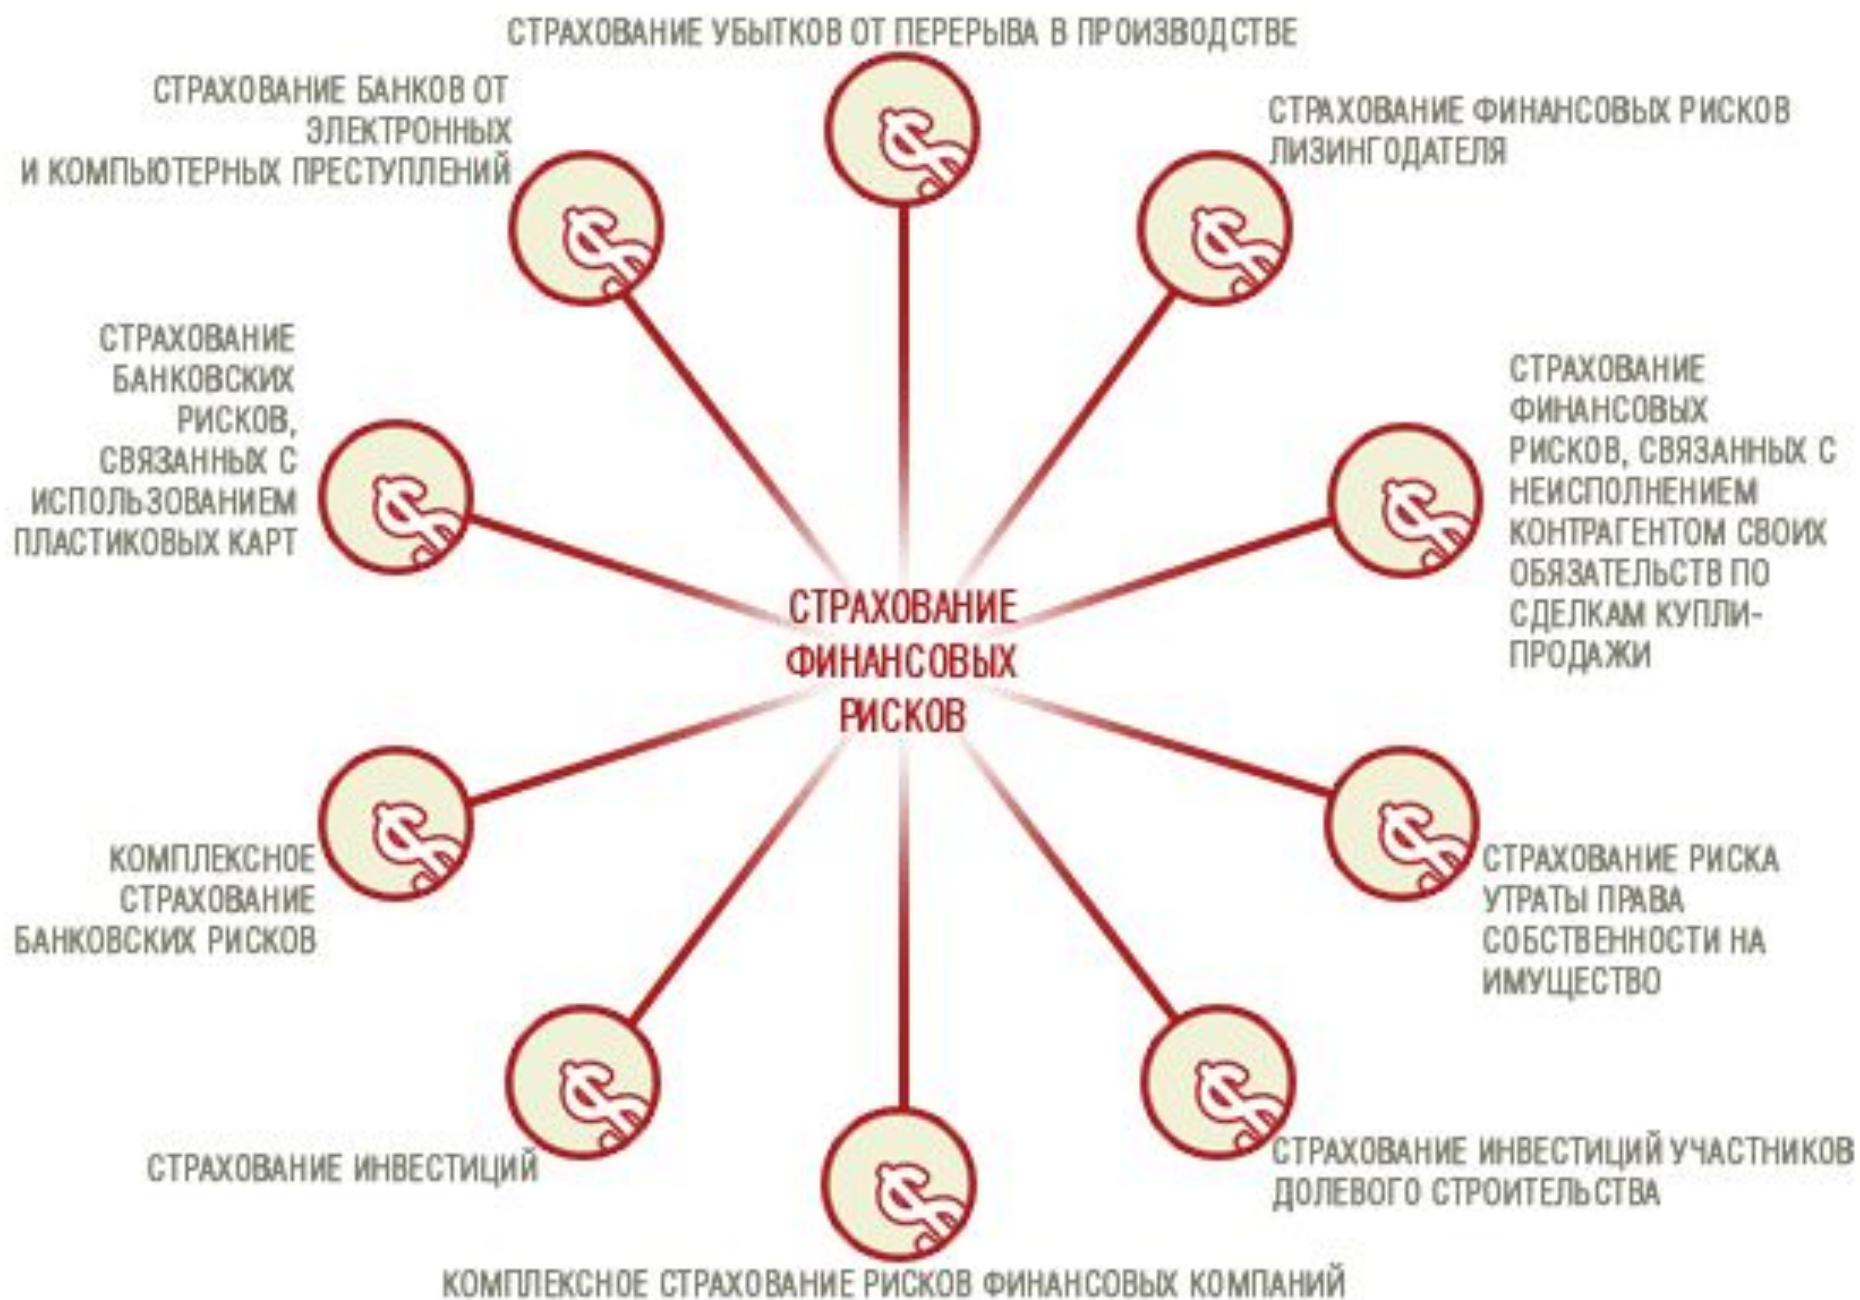 СТРАХОВАНИЕ УБЫТКОВ ОТ ПЕРЕРЫВА В ПРОИЗВОДСТВЕ
СТРАХОВАНИЕ БАНКОВ ОТ
ЭЛЕКТРОННЫХ
И КОМПЬЮТЕРНЫХ ПРЕСТУПЛЕНИЙ
СТРАХОВАНИЕ ФИНАНСОВЫХ РИСКОВ
ЛИЗИНГОДАТЕЛЯ
СТРАХОВАНИЕ
БАНКОВСКИХ
РИСКОВ,
СВЯЗАННЫХ С
ИСПОЛЬЗОВАНИЕМ
ПЛАСТИКОВЫХ КАРТ
СТРАХОВАНИЕ
ФИНАНСОВЫХ
РИСКОВ, СВЯЗАННЫХ С
НЕИСПОЛНЕНИЕМ
КОНТРАГЕНТОМ СВОИХ
ОБЯЗАТЕЛЬСТВ ПО
СДЕЛКАМ КУПЛИ-
ПРОДАЖИ
СТРАХОВАНИЕ
ФИНАНСОВЫХ
РИСКОВ
КОМПЛЕКСНОЕ
СТРАХОВАНИЕ
БАНКОВСКИХ РИСКОВ
СТРАХОВАНИЕ РИСКА
УТРАТЫ ПРАВА
СОБСТВЕННОСТИ НА
ИМУЩЕСТВО
СТРАХОВАНИЕ ИНВЕСТИЦИЙ
СТРАХОВАНИЕ ИНВЕСТИЦИЙ УЧАСТНИКОВ
ДОЛЕВОГО СТРОИТЕЛЬСТВА
КОМПЛЕКСНОЕ СТРАХОВАНИЕ РИСКОВ ФИНАНСОВЫХ КОМПАНИЙ